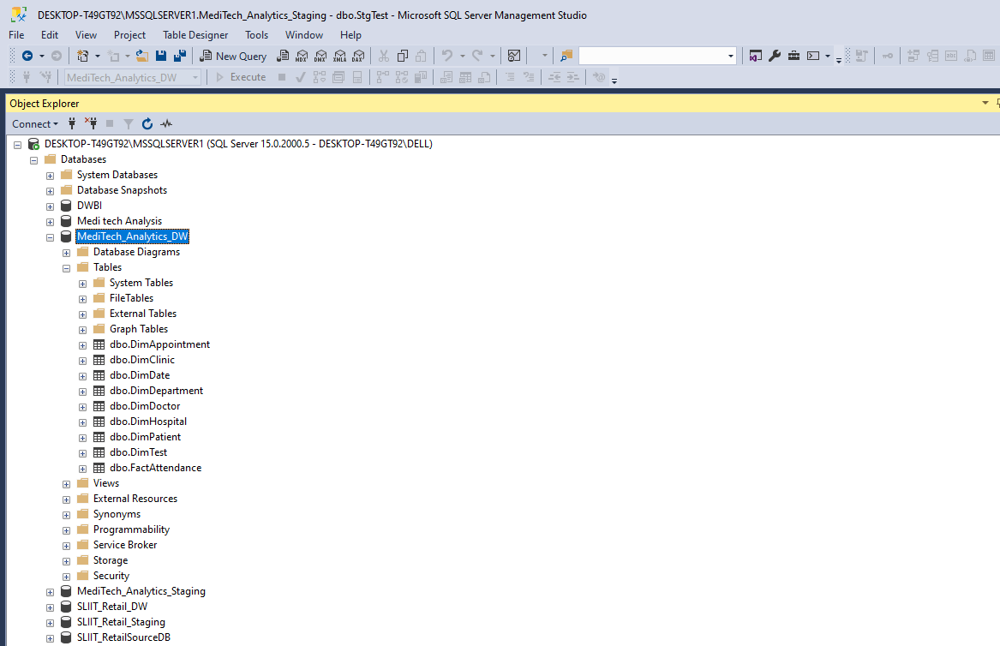 DESKTOP-T49GT92\MSSQLSERVER1.MediTech_Analytics_Staging - dbo.StgTest - Microsoft SQL Server Management Studio
File Edit View Project Table Designer Tools Window Help
New Query MDX DMX XMLA DAX
MediTech_Analytics_DW Execute
Object Explorer
Connect
DESKTOP-T49GT92\MSSQLSERVER1 (SQL Server 15.0.2000.5 - DESKTOP-T49GT92\DELL)
Databases
System Databases
Database Snapshots
DWBI
Medi tech Analysis
MediTech_Analytics_DW
Database Diagrams
Tables
System Tables
FileTables
External Tables
Graph Tables
dbo.DimAppointment
dbo.DimClinic
dbo.DimDate
dbo.DimDepartment
dbo.DimDoctor
dbo.DimHospital
dbo.DimPatient
dbo.DimTest
dbo.FactAttendance
Views
External Resources
Synonyms
Programmability
Service Broker
Storage
Security
MediTech_Analytics_Staging
SLIIT_Retail_DW
SLIIT_Retail_Staging
SLIIT_RetailSourceDB